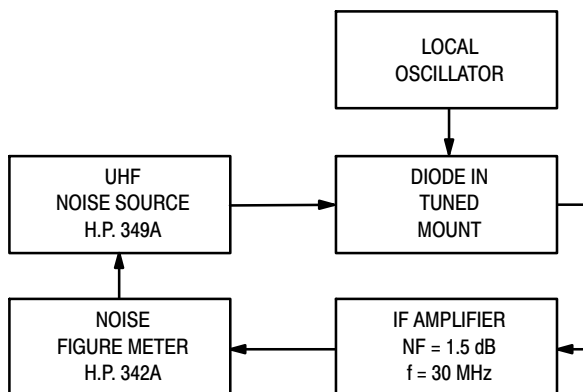 LOCAL
OSCILLATOR
UHF
NOISE SOURCE
H.P. 349A
DIODE IN
TUNED
MOUNT
NOISE
FIGURE METER
H.P. 342A
IF AMPLIFIER
NF = 1.5 dB
f = 30 MHz